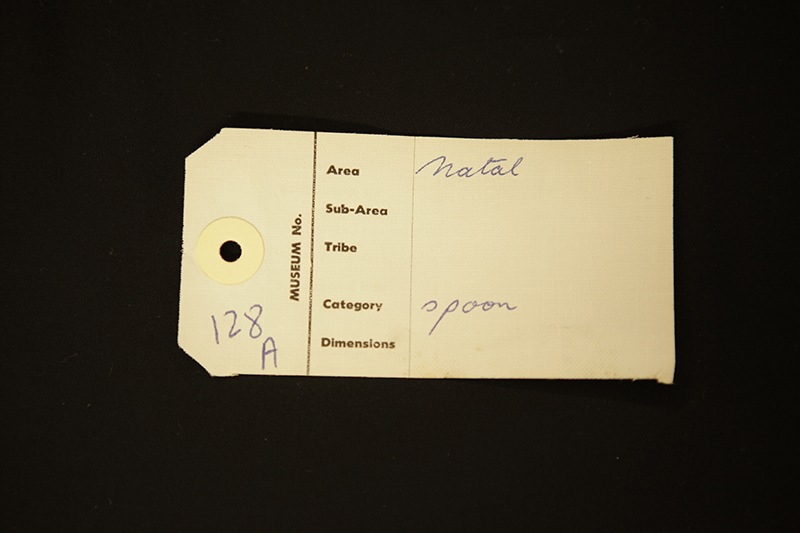 MUSEUM No.
128
A
Area Natal
Sub-Area
Tribe
Category spoon
Dimensions